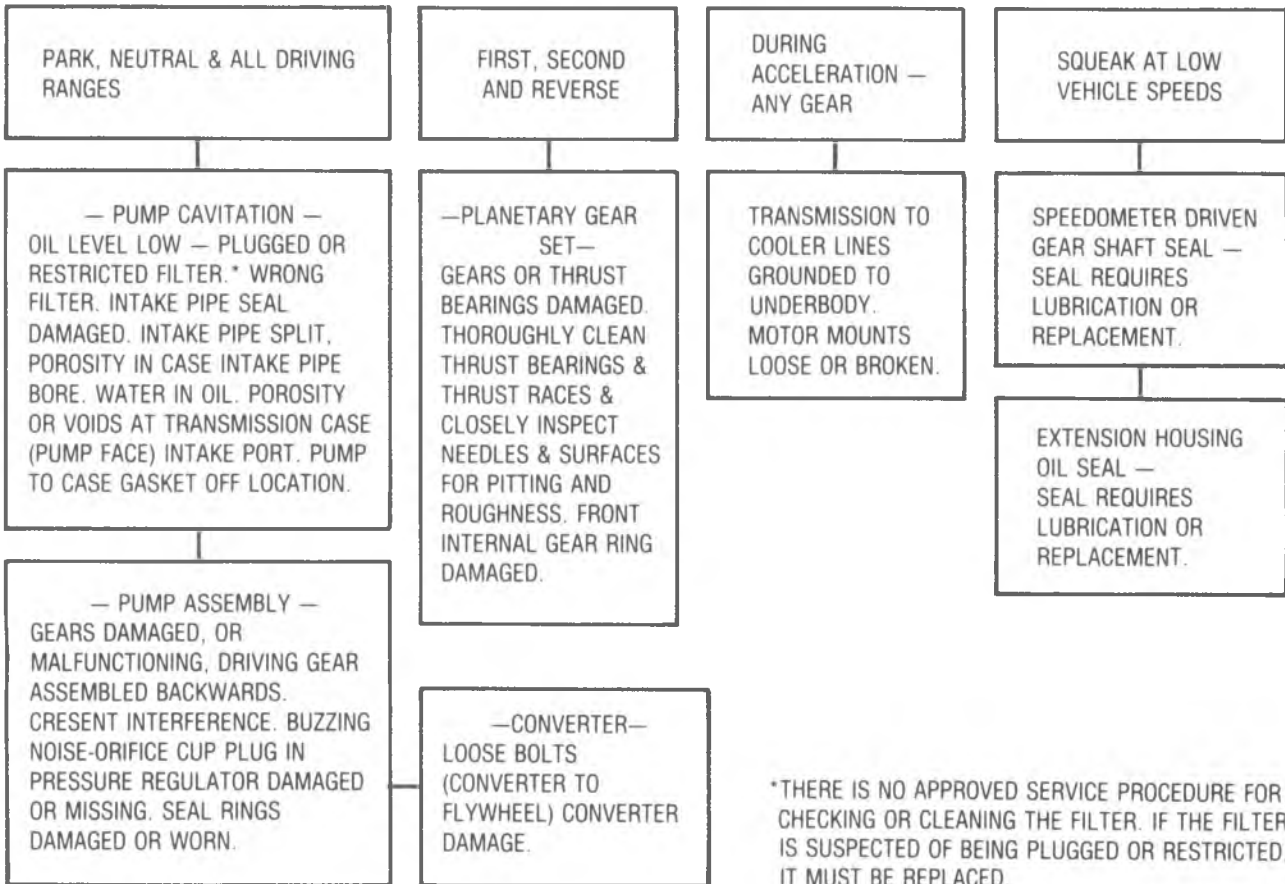 PARK, NEUTRAL & ALL DRIVING
RANGES
FIRST, SECOND
AND REVERSE
DURING
ACCELERATION —
ANY GEAR
SQUEAK AT LOW
VEHICLE SPEEDS
— PUMP CAVITATION —
OIL LEVEL LOW — PLUGGED OR
RESTRICTED FILTER.* WRONG
FILTER. INTAKE PIPE SEAL
DAMAGED. INTAKE PIPE SPLIT,
POROSITY IN CASE INTAKE PIPE
BORE. WATER IN OIL. POROSITY
OR VOIDS AT TRANSMISSION CASE
(PUMP FACE) INTAKE PORT. PUMP
TO CASE GASKET OFF LOCATION.
—PLANETARY GEAR
SET—
GEARS OR THRUST
BEARINGS DAMAGED.
THOROUGHLY CLEAN
THRUST BEARINGS &
THRUST RACES &
CLOSELY INSPECT
NEEDLES & SURFACES
FOR PITTING AND
ROUGHNESS. FRONT
INTERNAL GEAR RING
DAMAGED.
TRANSMISSION TO
COOLER LINES
GROUNDED TO
UNDERBODY.
MOTOR MOUNTS
LOOSE OR BROKEN.
SPEEDOMETER DRIVEN
GEAR SHAFT SEAL —
SEAL REQUIRES
LUBRICATION OR
REPLACEMENT.
EXTENSION HOUSING
OIL SEAL —
SEAL REQUIRES
LUBRICATION OR
REPLACEMENT.
— PUMP ASSEMBLY —
GEARS DAMAGED, OR
MALFUNCTIONING, DRIVING GEAR
ASSEMBLED BACKWARDS.
CRESENT INTERFERENCE. BUZZING
NOISE-ORIFICE CUP PLUG IN
PRESSURE REGULATOR DAMAGED
OR MISSING. SEAL RINGS
DAMAGED OR WORN.
—CONVERTER—
LOOSE BOLTS
(CONVERTER TO
FLYWHEEL) CONVERTER
DAMAGE.
*THERE IS NO APPROVED SERVICE PROCEDURE FOR
CHECKING OR CLEANING THE FILTER. IF THE FILTER
IS SUSPECTED OF BEING PLUGGED OR RESTRICTED,
IT MUST BE REPLACED.